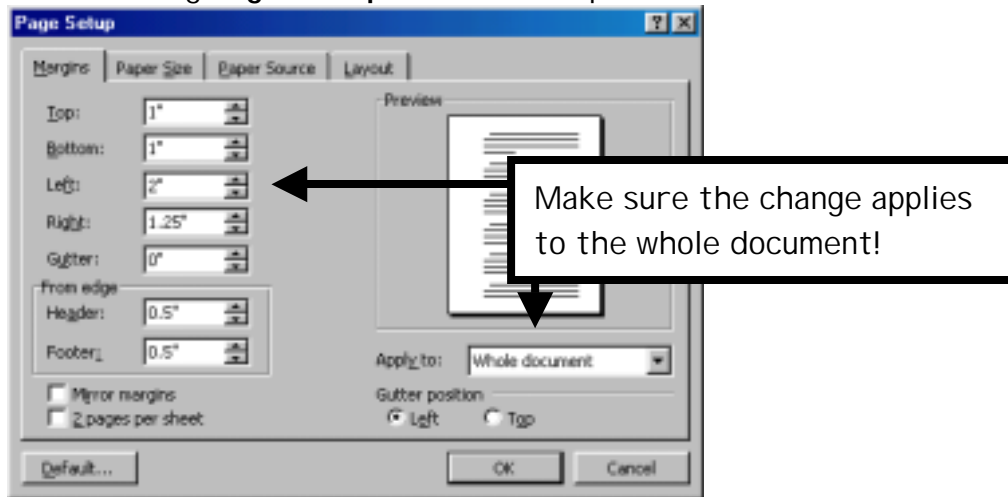 Page Setup
Margins Paper Size Paper Source Layout
Top: 1"
Bottom: 1"
Left: 2"
Right: 1.25"
Gutter: 0"
From edge
Header: 0.5"
Footer: 0.5"
Mirror margins
2 pages per sheet
Preview
Make sure the change applies
to the whole document!
Apply to: Whole document
Gutter position
Left Top
Default... OK Cancel